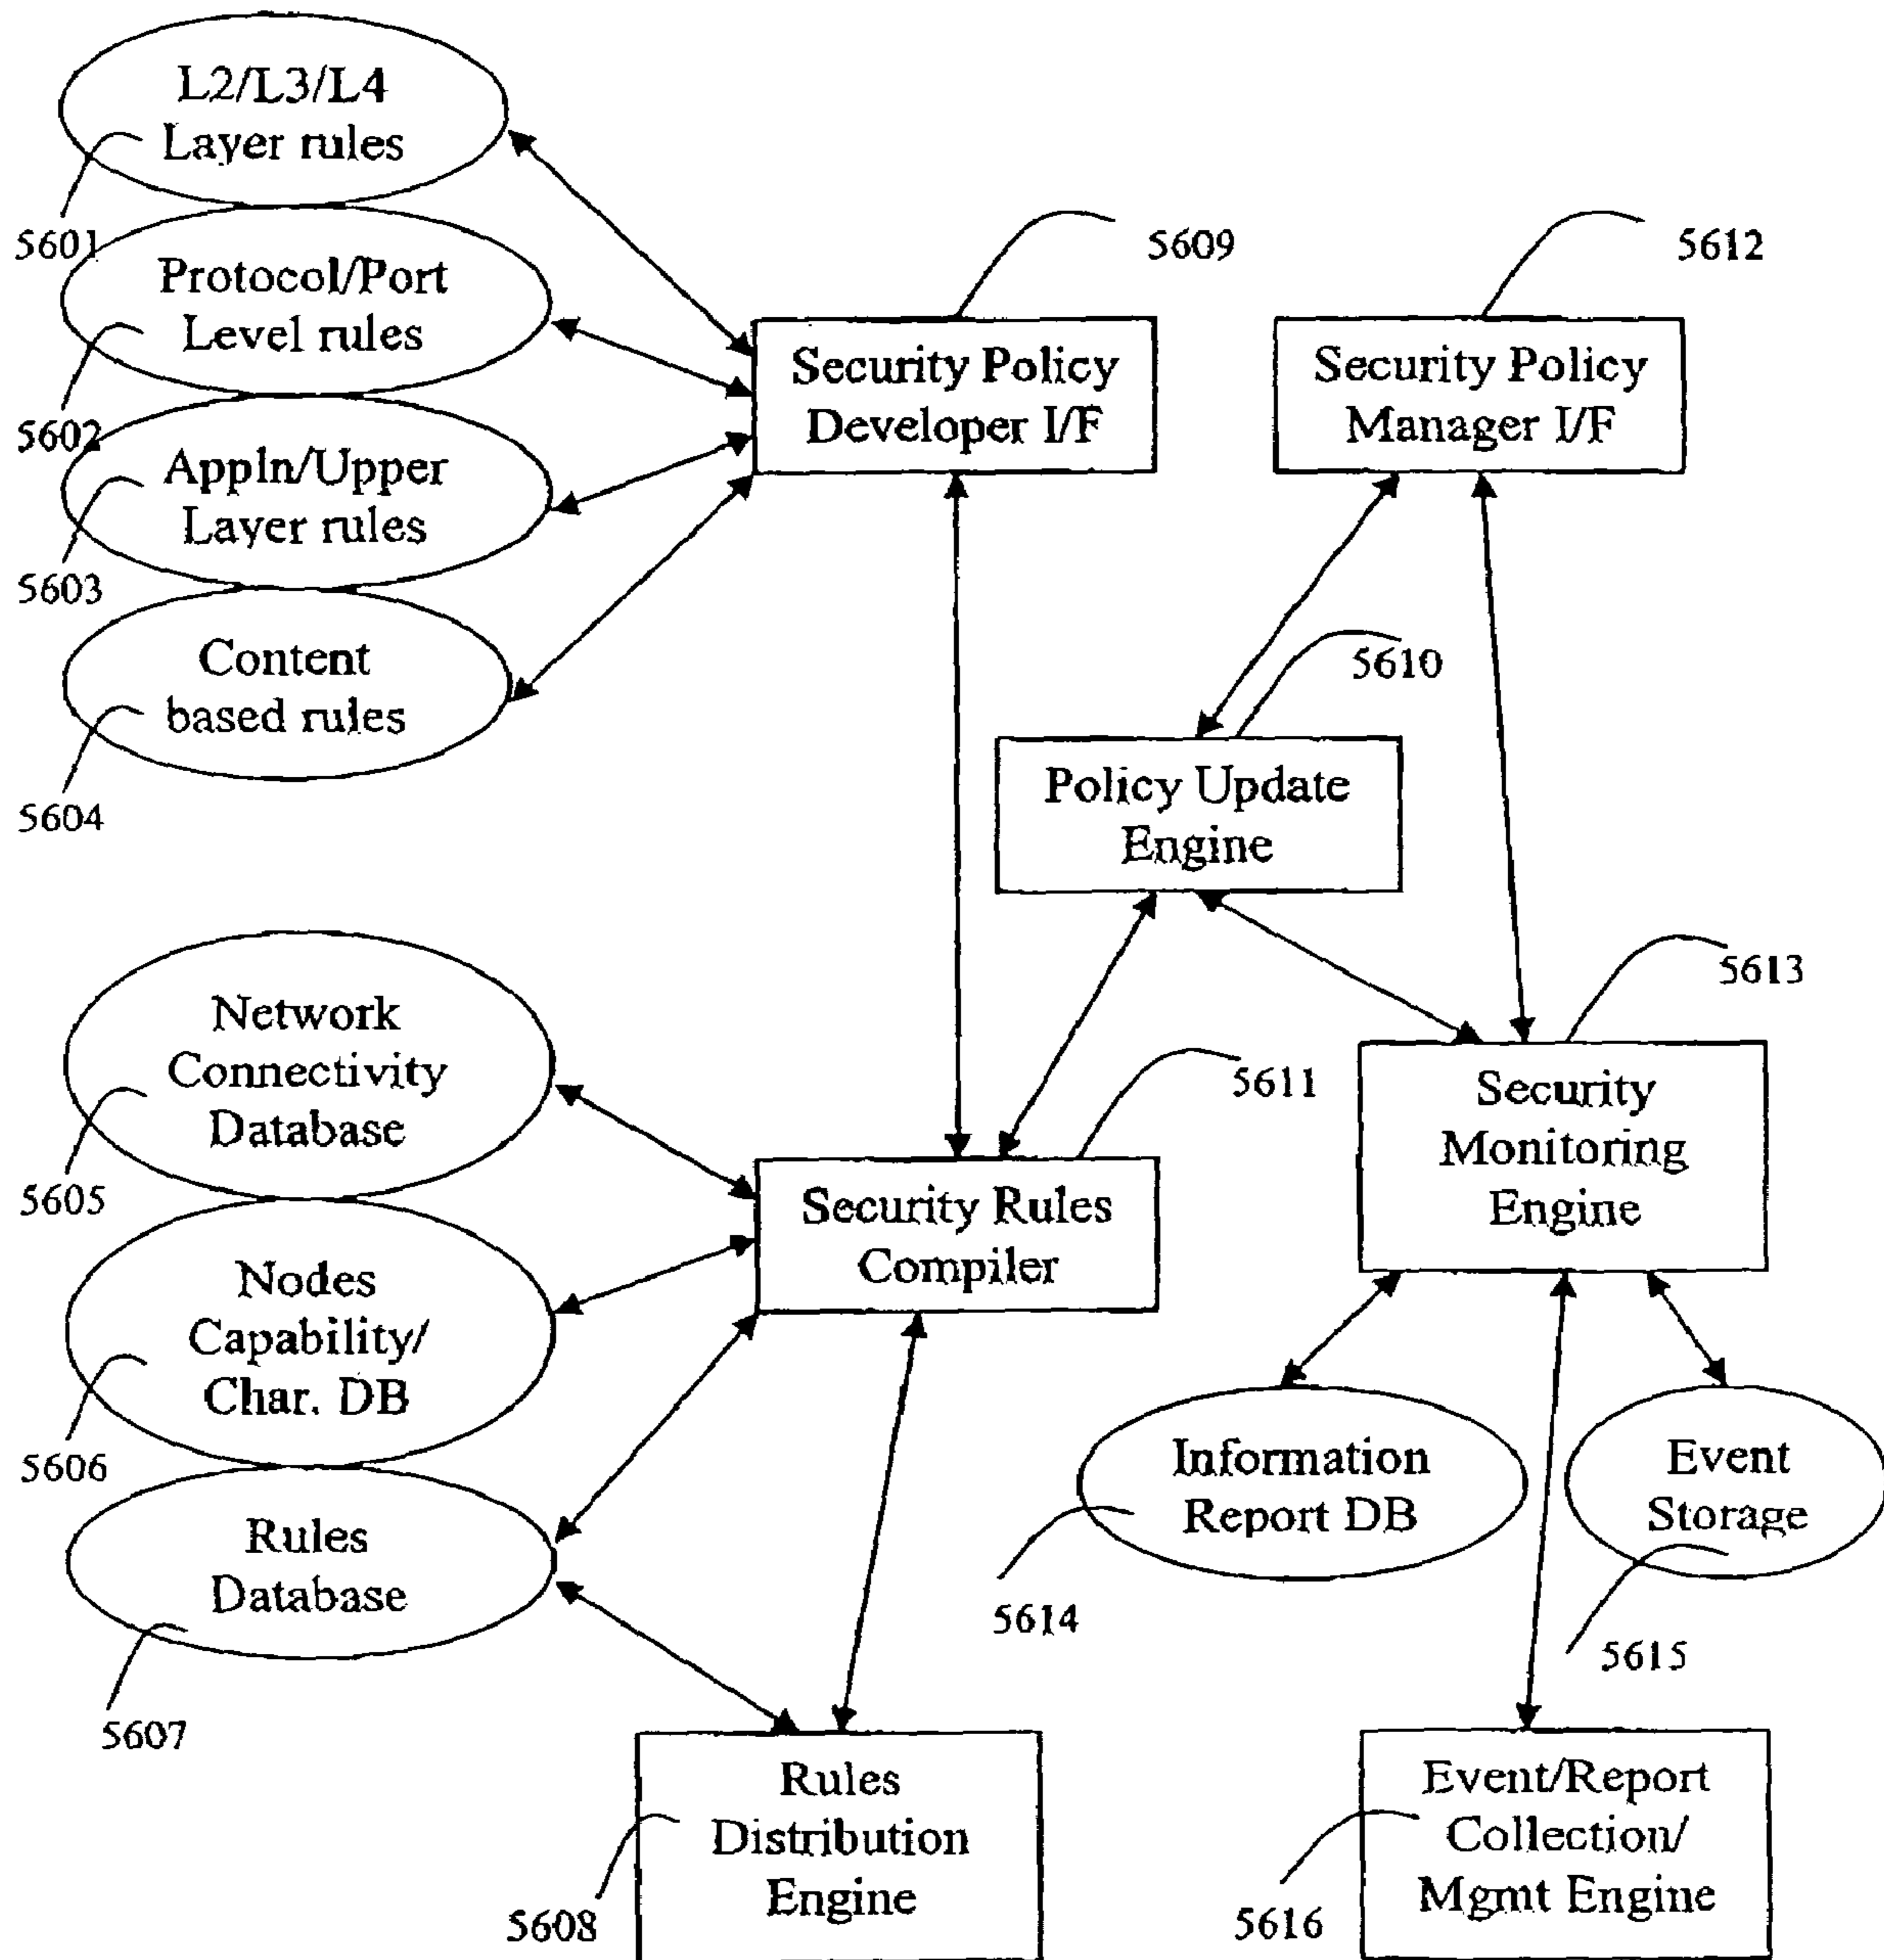 L2/L3/L4
Layer rules
5601
Protocol/Port
Level rules
5602
Appln/Upper
Layer rules
5603
Content
based rules
5604
5609
Security Policy
Developer I/F
5612
Security Policy
Manager I/F
5610
Policy Update
Engine
5613
Security
Monitoring
Engine
Network
Connectivity
Database
5605
5611
Security Rules
Compiler
Nodes
Capability/
Char. DB
5606
Rules
Database
5607
Information
Report DB
5614
Event
Storage
5615
Rules
Distribution
Engine
5608
Event/Report
Collection/
Mgmt Engine
5616